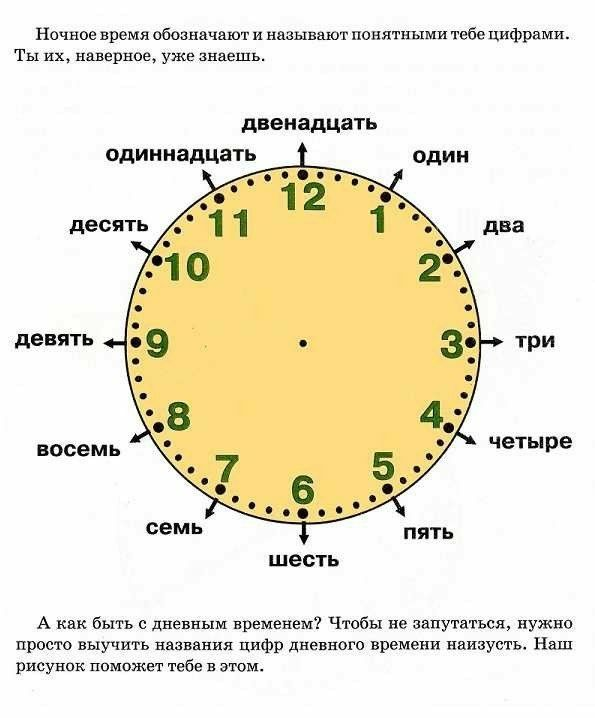 Ночное время обозначают и называют понятными тебе цифрами.
Ты их, наверное, уже знаешь.
двенадцать
одиннадцать
один
12
11
1
десять
два
10
2
девять
9
3
три
8
4
восемь
четыре
7
5
6
семь
пять
шесть
А как быть с дневным временем? Чтобы не запутаться, нужно
просто выучить названия цифр дневного времени наизусть. Наш
рисунок поможет тебе в этом.